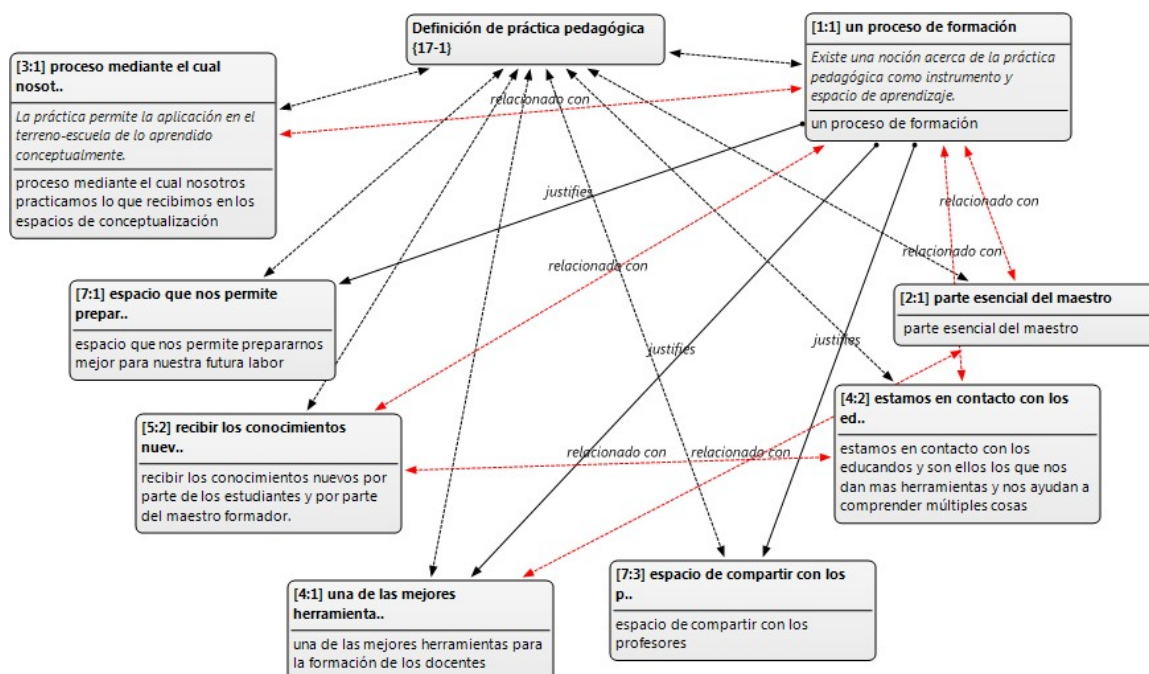 Definición de práctica pedagógica
{17-1}
[1:1] un proceso de formación
Existe una noción acerca de la práctica
pedagógica como instrumento y
espacio de aprendizaje.
un proceso de formación
[3:1] proceso mediante el cual
nosot..
La práctica permite la aplicación en el
terreno-escuela de lo aprendido
conceptualmente.
proceso mediante el cual nosotros
practicamos lo que recibimos en los
espacios de conceptualización
relacionado con
justifies
relacionado con
relacionado con
[7:1] espacio que nos permite
prepar..
espacio que nos permite prepararnos
mejor para nuestra futura labor
relacionado con
[2:1] parte esencial del maestro
parte esencial del maestro
justifies
justifies
[5:2] recibir los conocimientos
nuev..
recibir los conocimientos nuevos por
parte de los estudiantes y por parte
del maestro formador.
relacionado con
relacionado con
[4:2] estamos en contacto con los
ed..
estamos en contacto con los
educandos y son ellos los que nos
dan mas herramientas y nos ayudan a
comprender múltiples cosas
[4:1] una de las mejores
herramienta..
una de las mejores herramientas para
la formación de los docentes
[7:3] espacio de compartir con los
p..
espacio de compartir con los
profesores